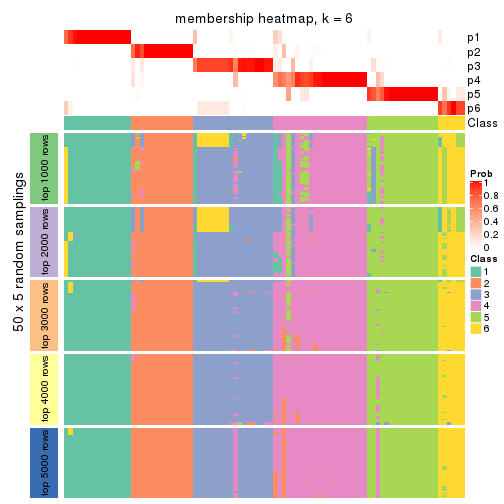 membership heatmap, k = 6
p1
p2
p3
p4
p5
p6
Class
50 x 5 random samplings
top 1000 rows
top 2000 rows
top 3000 rows
top 4000 rows
top 5000 rows
Prob
1
0.8
0.6
0.4
0.2
0
Class
1
2
3
4
5
6